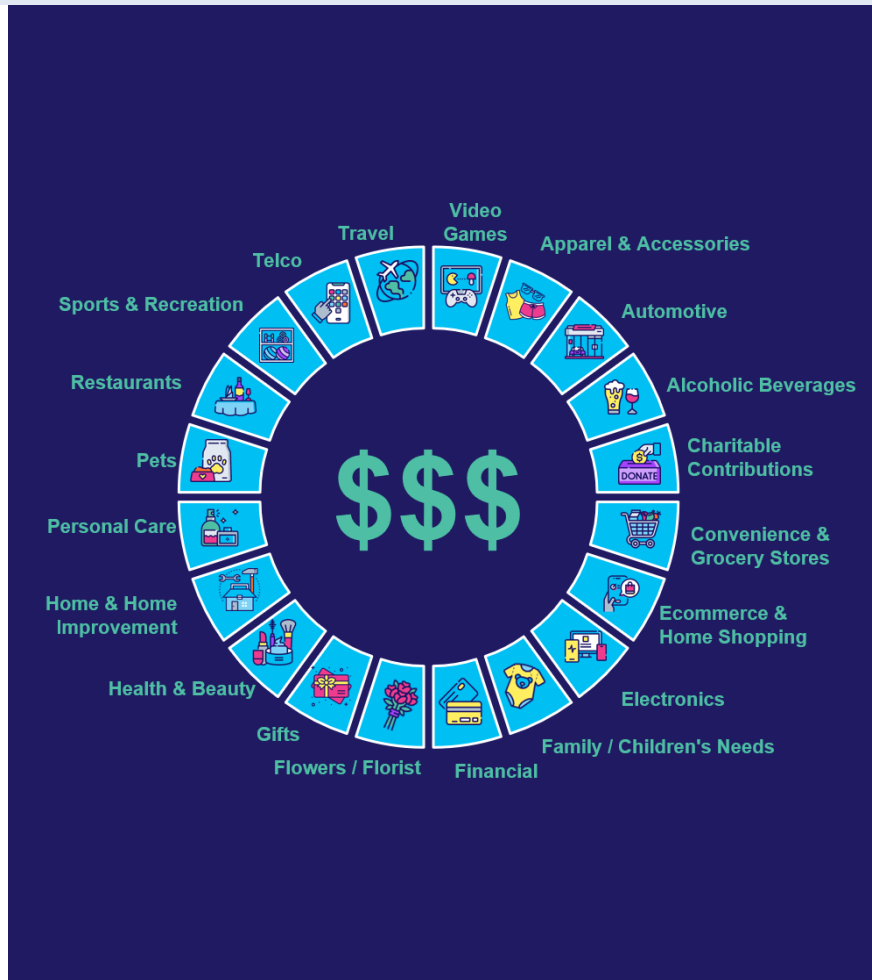 Video
Games
Apparel & Accessories
Automotive
Alcoholic Beverages
Charitable
Contributions
DONATE
Convenience &
Grocery Stores
Ecommerce &
Home Shopping
Electronics
Family / Children's Needs
Financial
Flowers / Florist
Gifts
Health & Beauty
Home & Home
Improvement
Personal Care
Pets
Restaurants
Sports & Recreation
Telco
Travel
$$$